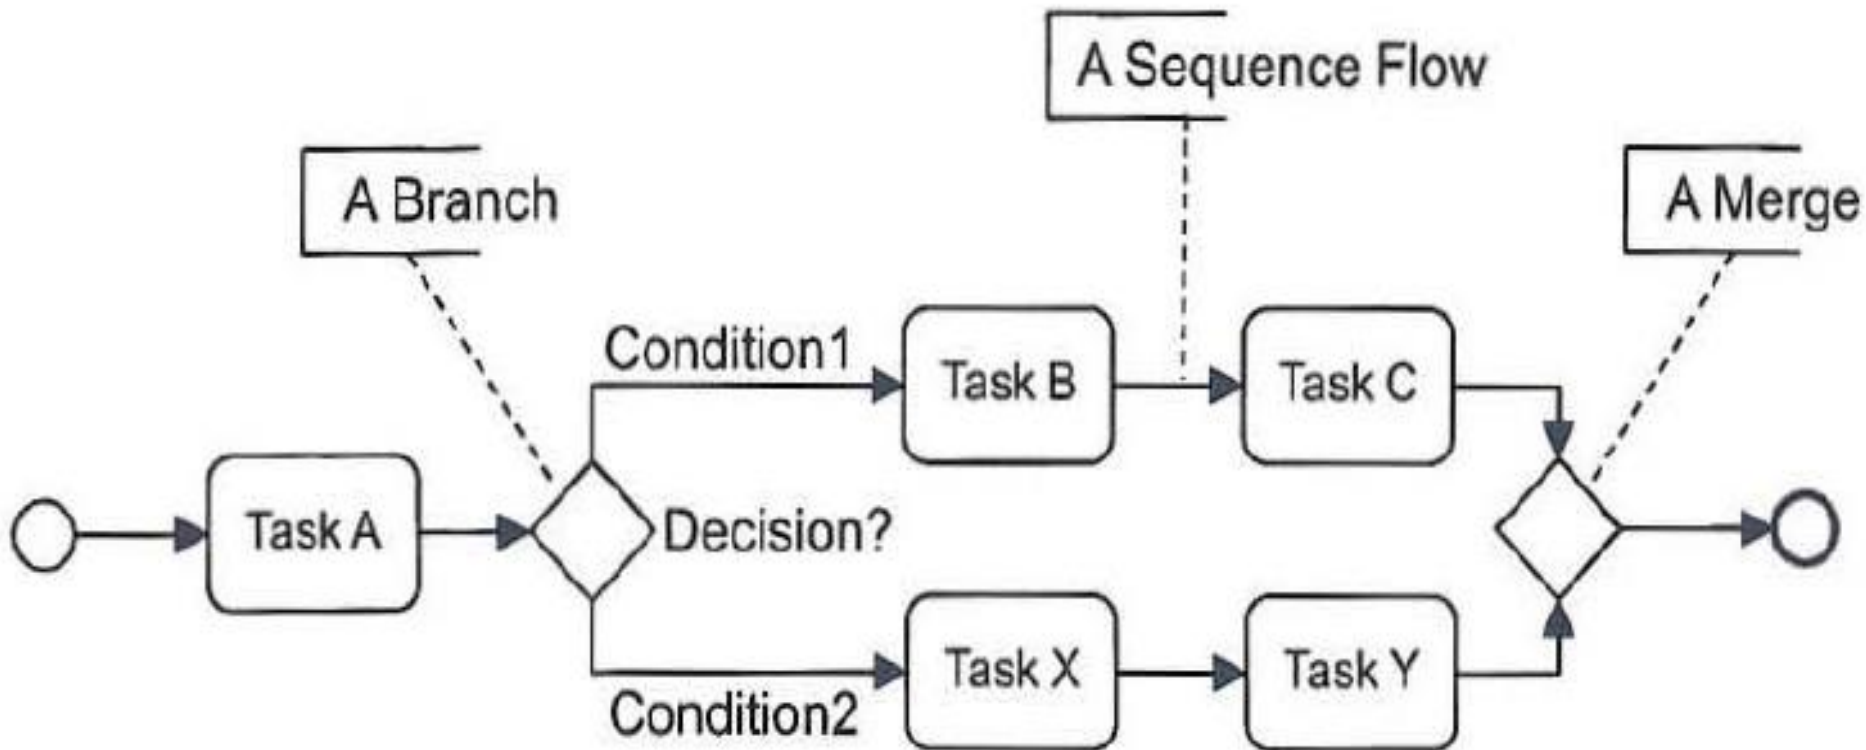 A Sequence Flow
A Branch
A Merge
Condition1
Task B
Task C
Task A
Decision?
Task X
Task Y
Condition2